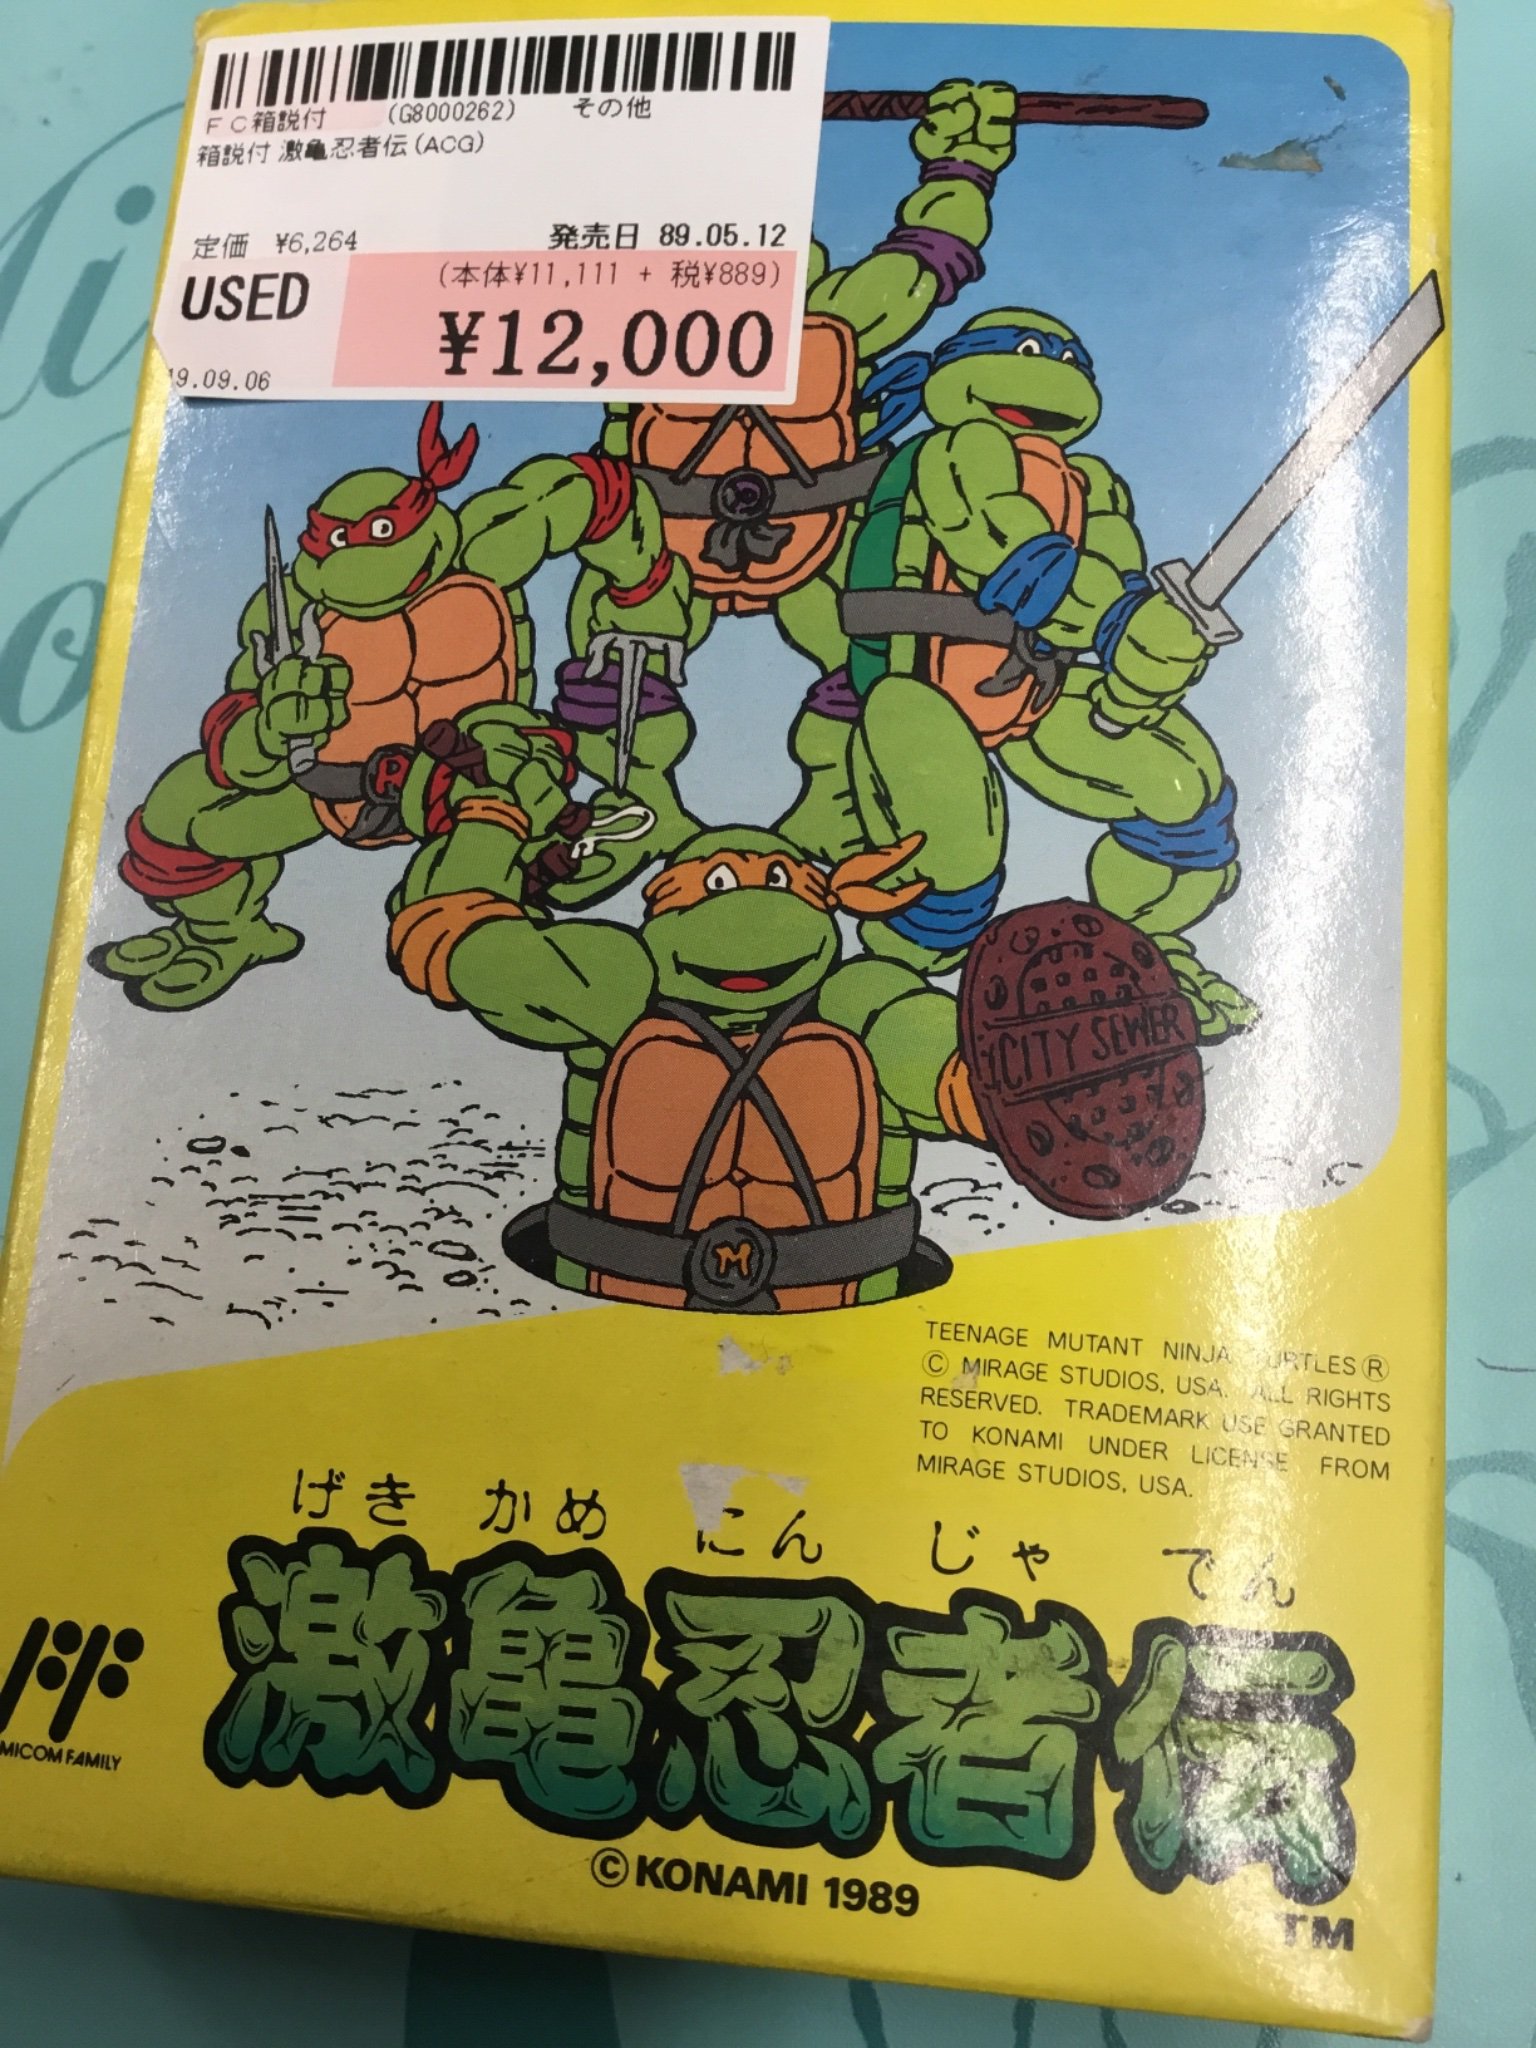 FC箱説付 (G8000262) その他
箱説付 激亀忍者伝(ACG)
定価 ¥6,264 発売日 89.05.12
USED (本体¥11,111 + 税¥889)
¥12,000
19.09.06
R
CITY SEWER
M
TEENAGE MUTANT NINJA TURTLES®
© MIRAGE STUDIOS, USA. ALL RIGHTS
RESERVED. TRADEMARK USE GRANTED
TO KONAMI UNDER LICENSE FROM
MIRAGE STUDIOS, USA.
げき かめ にん じゃ でん
激亀忍者伝
TM
MICOM FAMILY
©KONAMI 1989